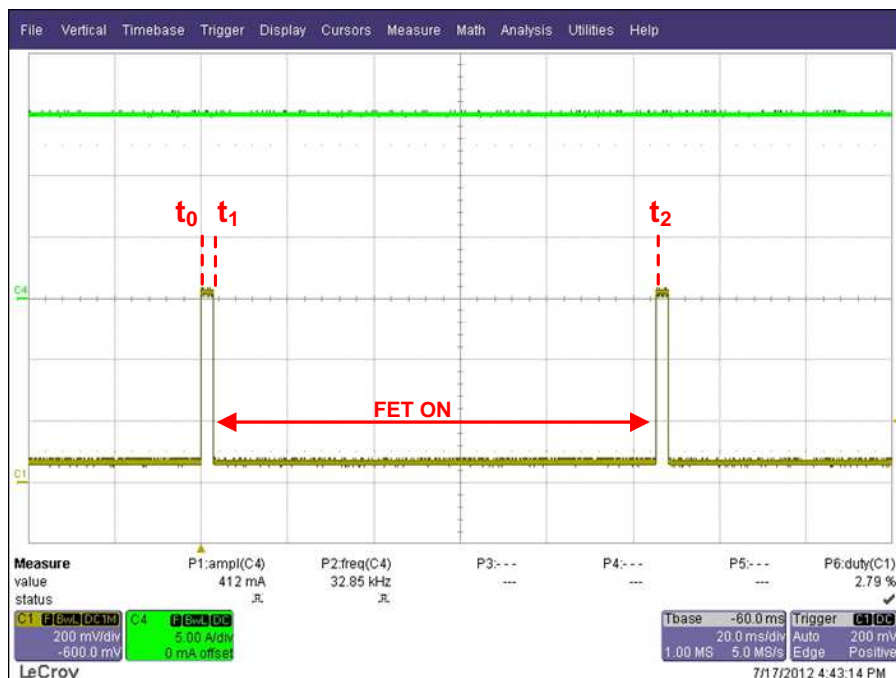 File Vertical Timebase Trigger Display Cursors Measure Math Analysis Utilities Help
t0 t1 t2
C4
FET ON
C1
Measure P1:ampl(C4) P2:freq(C4) P3:- - - P4:- - - P5:- - - P6:duty(C1)
value 412 mA 32.85 kHz --- --- --- 2.79 %
status
C1 F BwL DC1M C4 F BwL DC Tbase -60.0 ms Trigger C1 DC
200 mV/div 5.00 A/div 20.0 ms/div Auto 200 mV
-600.0 mV 0 mA offset 1.00 MS 5.0 MS/s Edge Positive
LeCroy 7/17/2012 4:43:14 PM